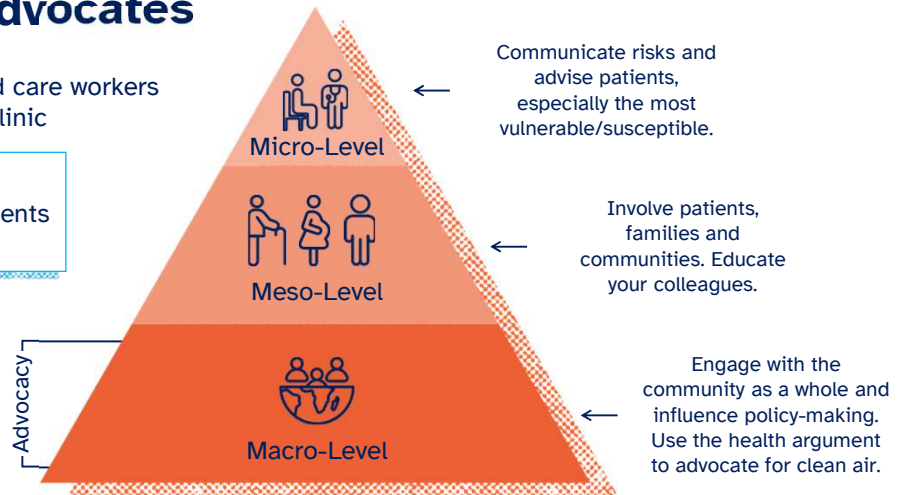 dvocates
d care workers
linic
ents
Micro-Level
Communicate risks and
advise patients,
especially the most
vulnerable/susceptible.
Meso-Level
Involve patients,
families and
communities. Educate
your colleagues.
Advocacy
Macro-Level
Engage with the
community as a whole and
influence policy-making.
Use the health argument
to advocate for clean air.